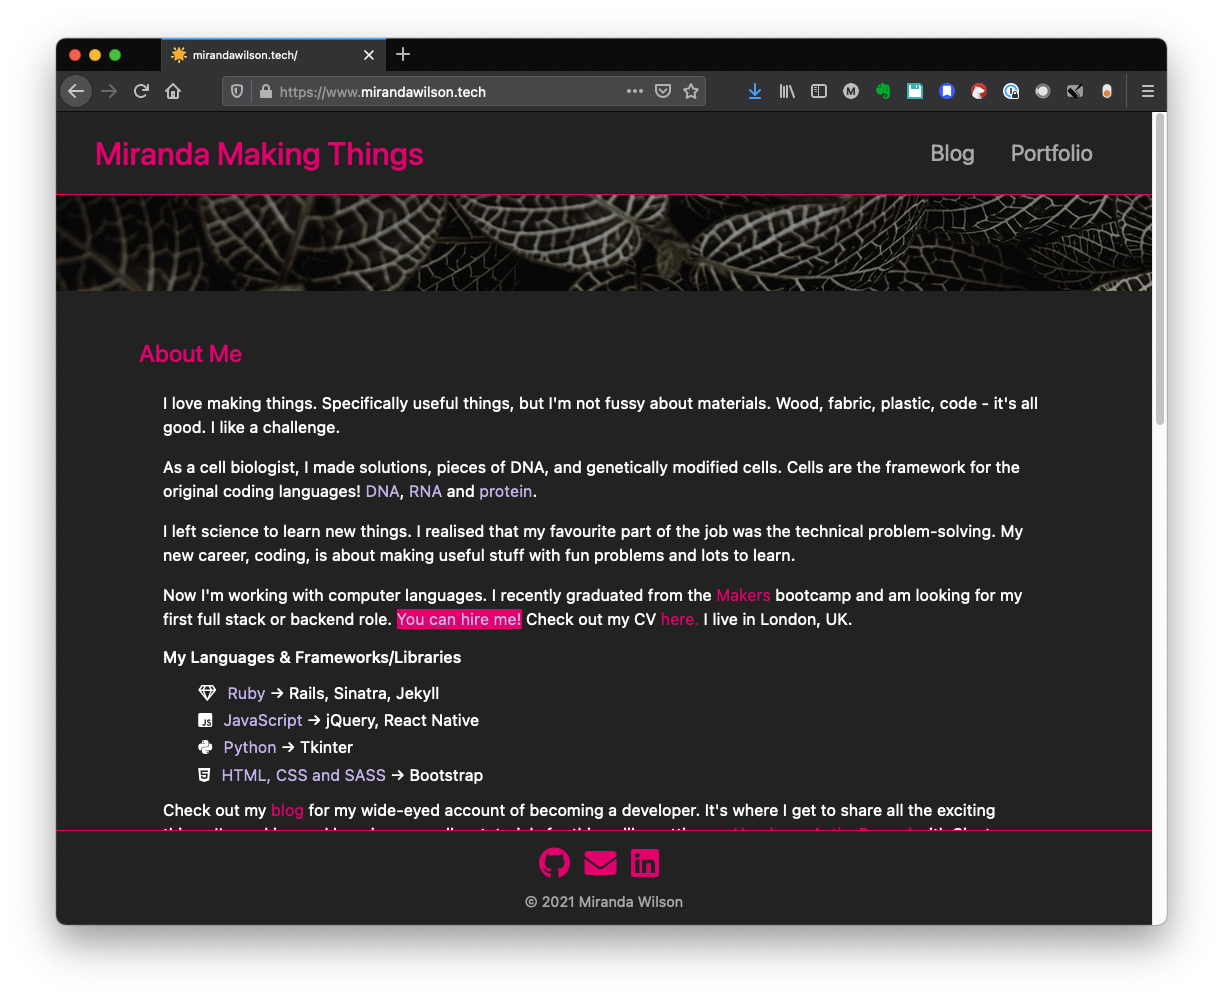 mirandawilson.tech/
https://www.mirandawilson.tech
Miranda Making Things
Blog
Portfolio
About Me
I love making things. Specifically useful things, but I'm not fussy about materials. Wood, fabric, plastic, code - it's all
good. I like a challenge.
As a cell biologist, I made solutions, pieces of DNA, and genetically modified cells. Cells are the framework for the
original coding languages! DNA, RNA and protein.
I left science to learn new things. I realised that my favourite part of the job was the technical problem-solving. My
new career, coding, is about making useful stuff with fun problems and lots to learn.
Now I'm working with computer languages. I recently graduated from the Makers bootcamp and am looking for my
first full stack or backend role. You can hire me! Check out my CV here. I live in London, UK.
My Languages & Frameworks/Libraries
Ruby → Rails, Sinatra, Jekyll
JS JavaScript → jQuery, React Native
Python → Tkinter
5 HTML, CSS and SASS → Bootstrap
Check out my blog for my wide-eyed account of becoming a developer. It's where I get to share all the exciting
in
© 2021 Miranda Wilson